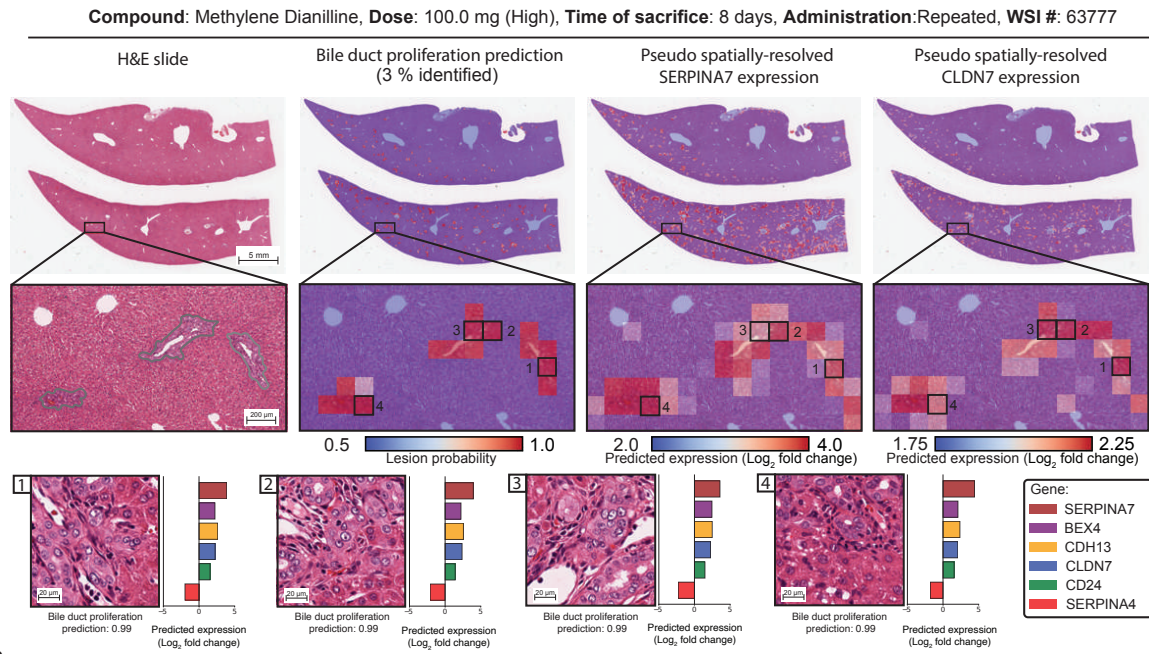 Compound: Methylene Dianilline, Dose: 100.0 mg (High), Time of sacrifice: 8 days, Administration:Repeated, WSI #: 63777
H&E slide
Bile duct proliferation prediction
(3 % identified)
Pseudo spatially-resolved
SERPINA7 expression
Pseudo spatially-resolved
CLDN7 expression
5 mm
3
2
1
4
200 µm
3
2
1
4
3
2
1
4
0.5
1.0
Lesion probability
2.0
4.0
Predicted expression (Log2 fold change)
1.75
2.25
Predicted expression (Log2 fold change)
1
20 µm
Bile duct proliferation
prediction: 0.99
-5
0
5
Predicted expression
(Log2 fold change)
2
20 µm
Bile duct proliferation
prediction: 0.99
-5
0
5
Predicted expression
(Log2 fold change)
3
20 µm
Bile duct proliferation
prediction: 0.99
-5
0
5
Predicted expression
(Log2 fold change)
4
20 µm
Bile duct proliferation
prediction: 0.99
-5
0
5
Predicted expression
(Log2 fold change)
Gene:
SERPINA7
BEX4
CDH13
CLDN7
CD24
SERPINA4